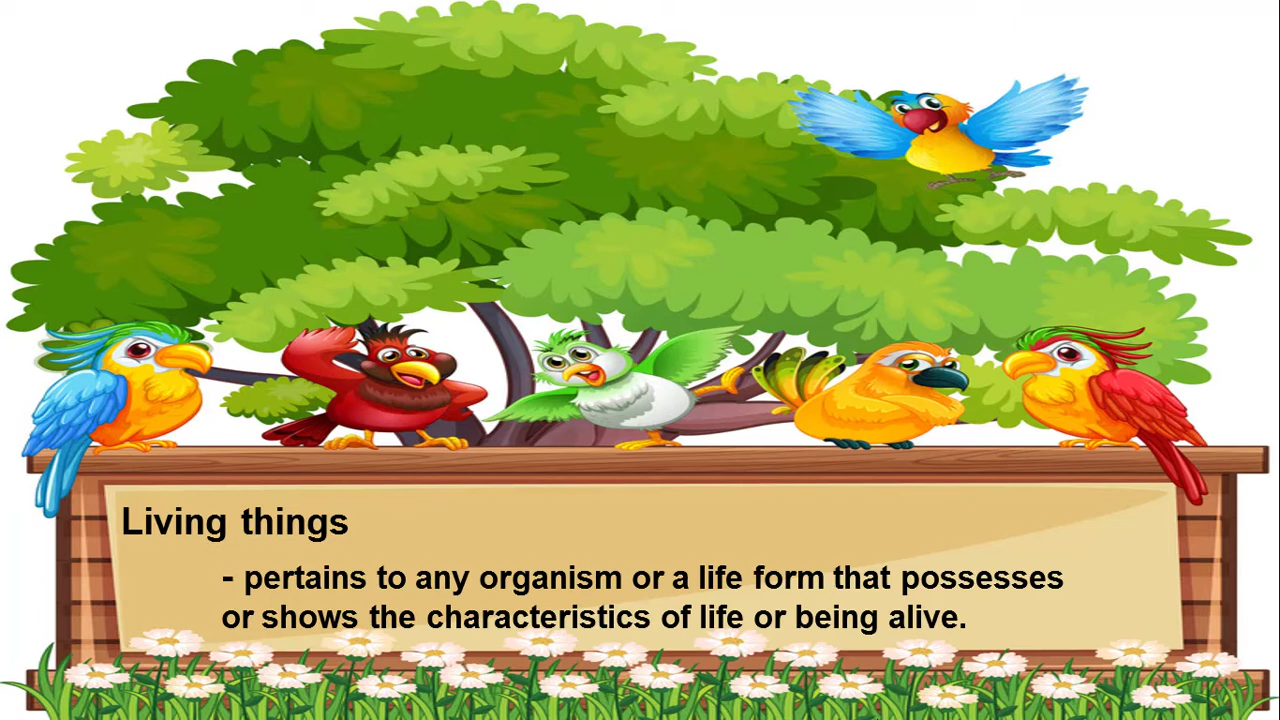 Living things
- pertains to any organism or a life form that possesses
or shows the characteristics of life or being alive.